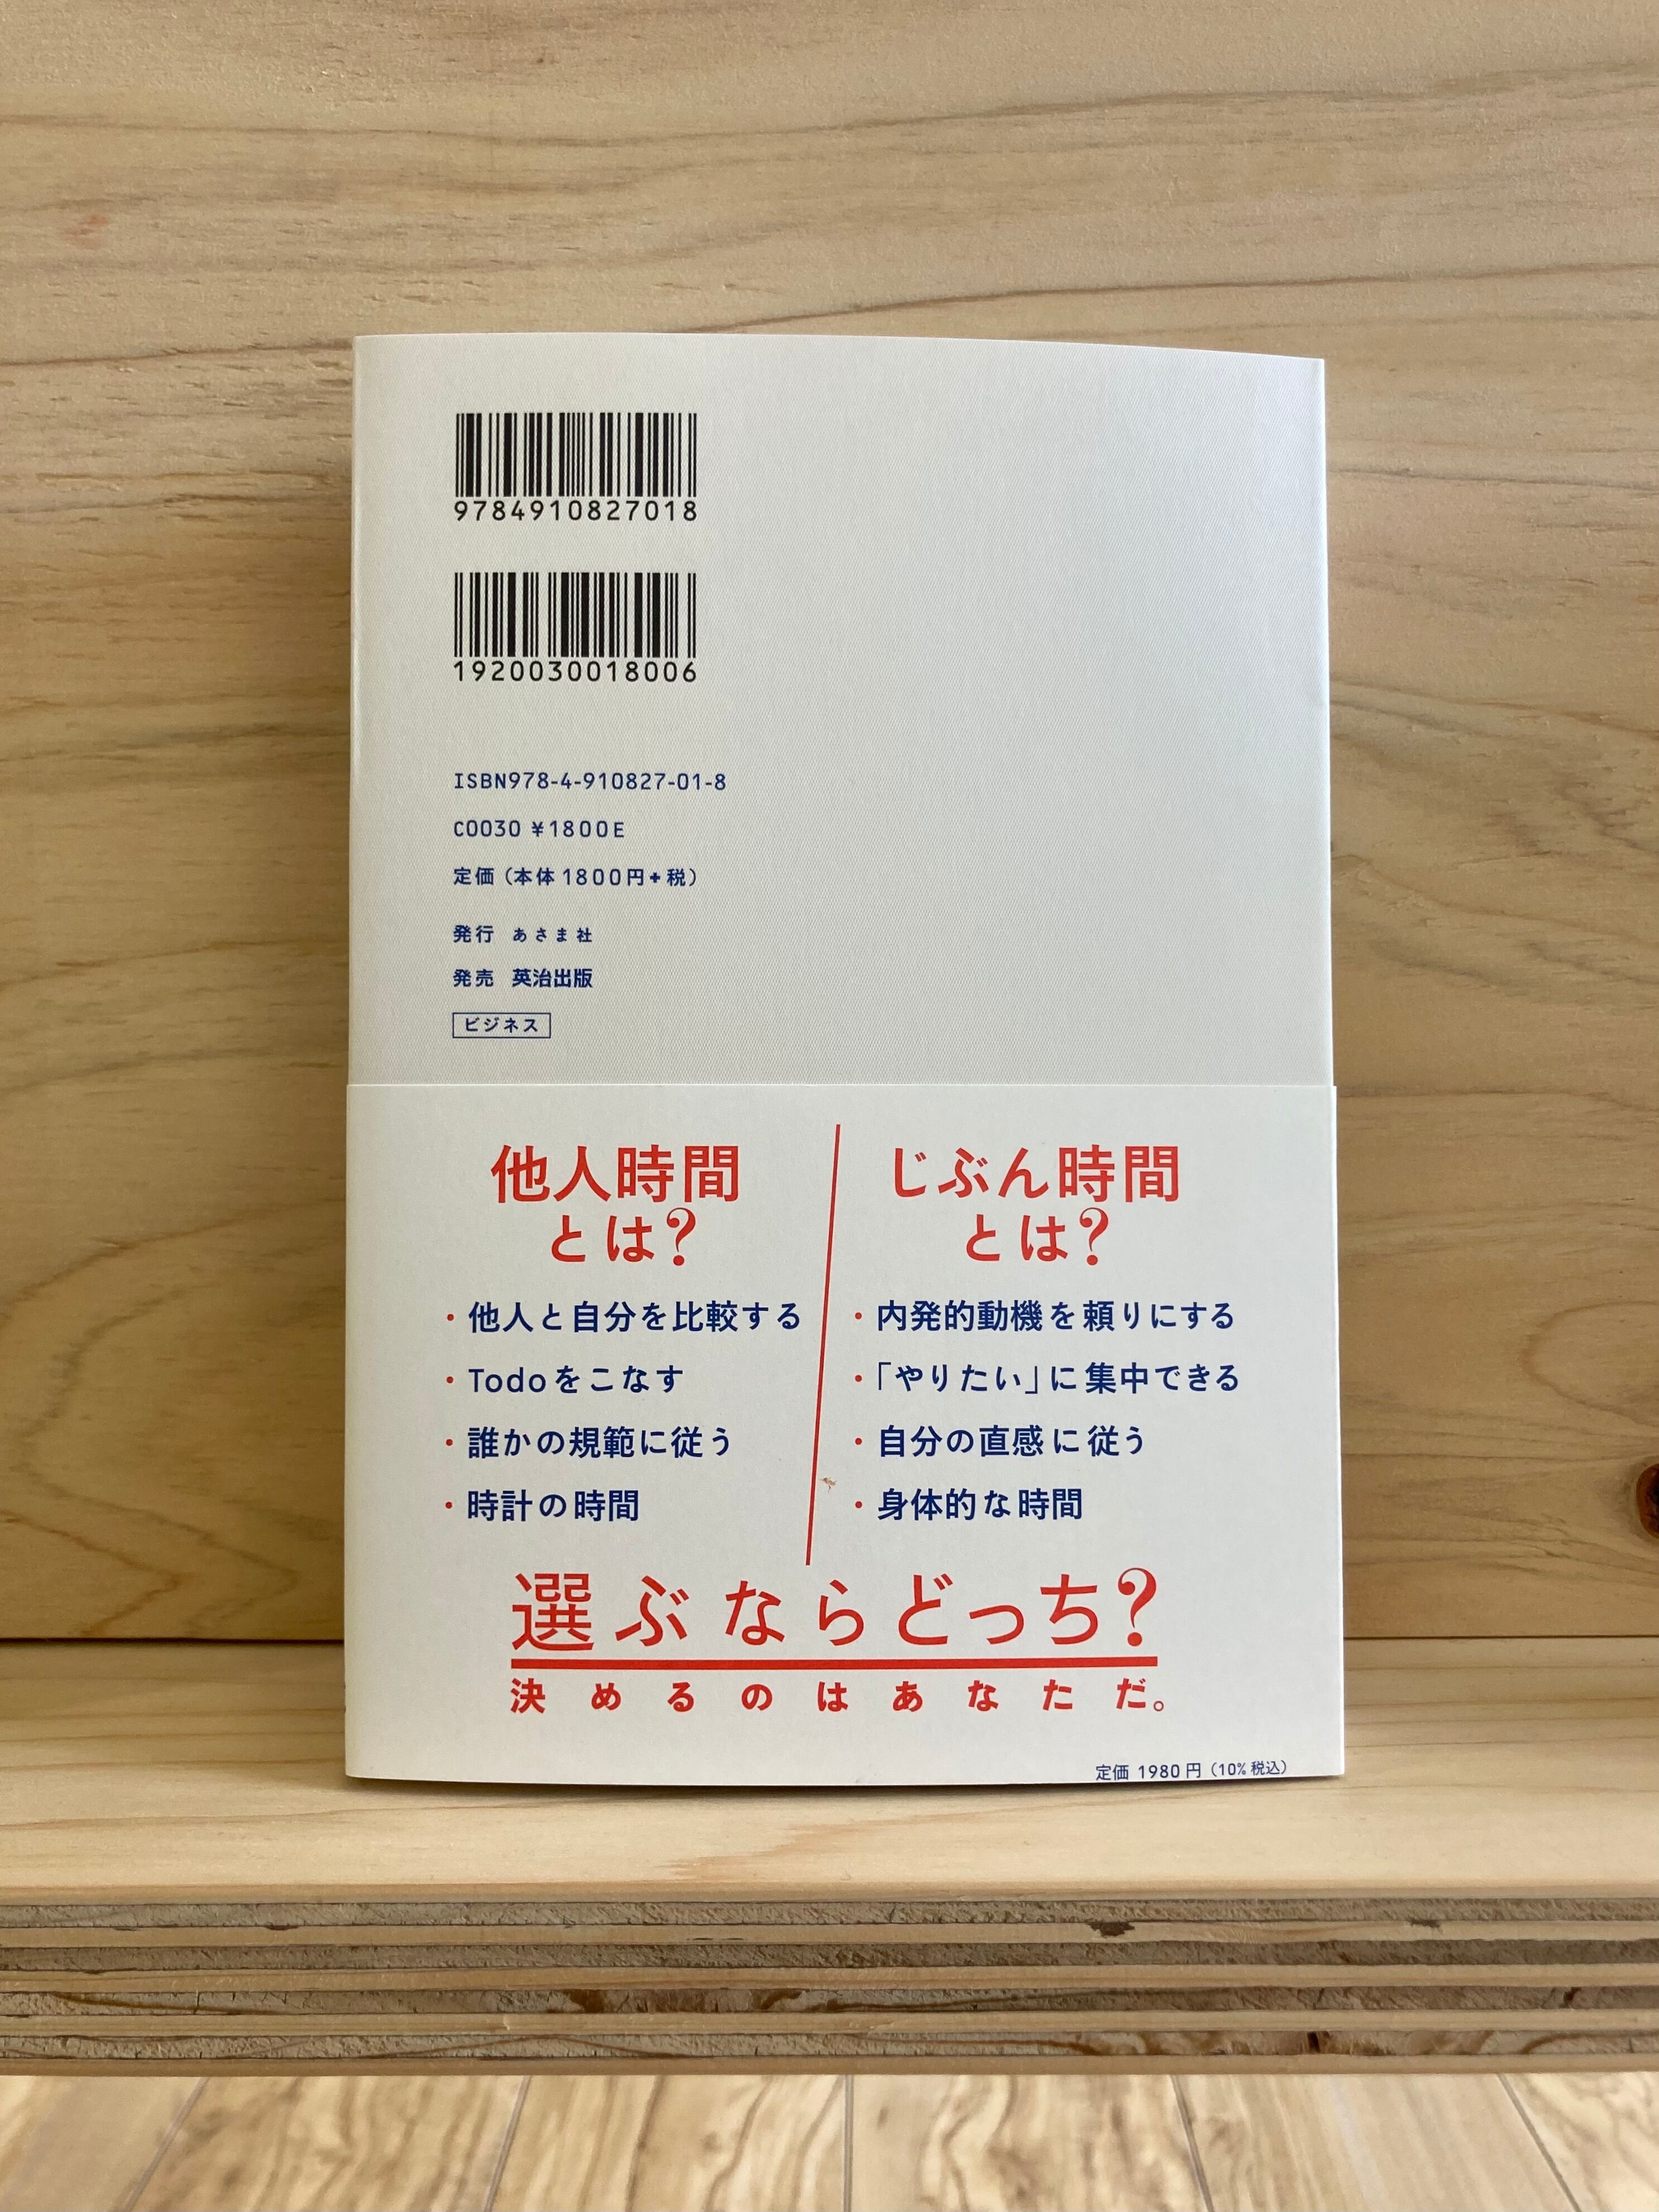 9784910827018
1920030018006
ISBN978-4-910827-01-8
C0030 ¥1800E
定価（本体1800円＋税）
発行 あさま社
発売 英治出版
ビジネス
他人時間
とは?
・他人と自分を比較する
・Todoをこなす
・誰かの規範に従う
・時計の時間
じぶん時間
とは?
・内発的動機を頼りにする
・「やりたい」に集中できる
・自分の直感に従う
・身体的な時間
選ぶならどっち?
決めるのはあなただ。
定価 1980円（10%税込）